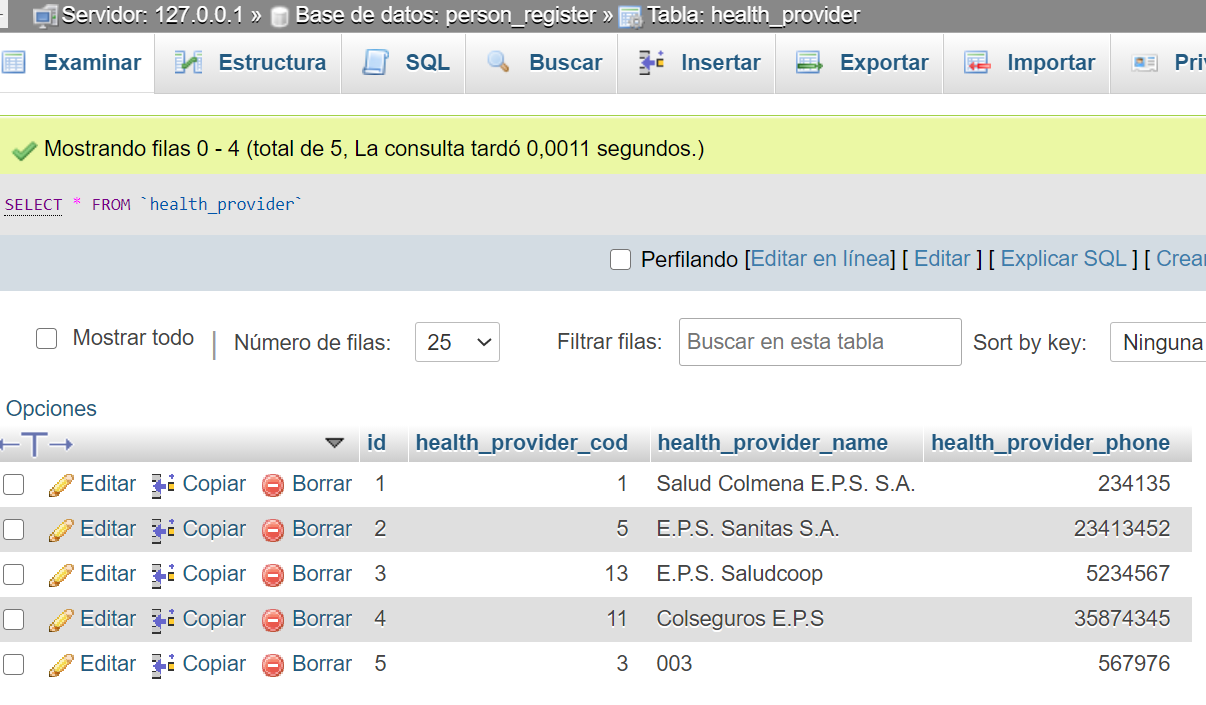 Servidor: 127.0.0.1 » Base de datos: person_register » Tabla: health_provider
Examinar Estructura SQL Buscar Insertar Exportar Importar Pri
Mostrando filas 0 - 4 (total de 5, La consulta tardó 0,0011 segundos.)
SELECT * FROM `health_provider`
Perfilando [Editar en línea] [ Editar ] [ Explicar SQL ] [ Crear
Mostrar todo | Número de filas: 25 Filtrar filas: Buscar en esta tabla Sort by key: Ninguna
Opciones
←T→ id health_provider_cod health_provider_name health_provider_phone
Editar Copiar Borrar 1 1 Salud Colmena E.P.S. S.A. 234135
Editar Copiar Borrar 2 5 E.P.S. Sanitas S.A. 23413452
Editar Copiar Borrar 3 13 E.P.S. Saludcoop 5234567
Editar Copiar Borrar 4 11 Colseguros E.P.S 35874345
Editar Copiar Borrar 5 3 003 567976